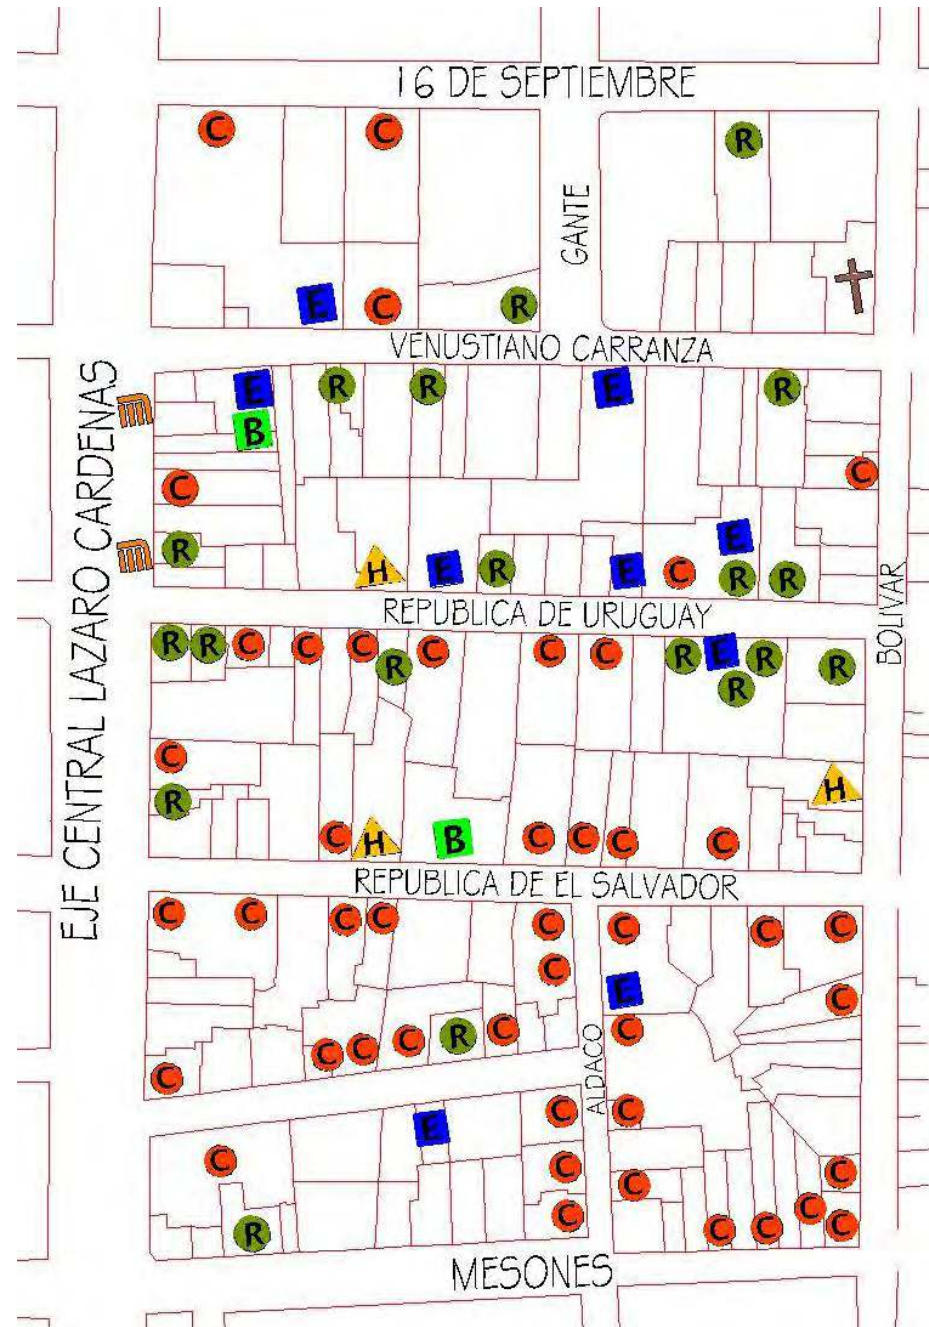 16 DE SEPTIEMBRE
C C R
GANTE
E C R
VENUSTIANO CARRANZA
E R R E R
B
C C
EJE CENTRAL LAZARO CARDENAS
R E
H E R E C R R
REPUBLICA DE URUGUAY
BOLIVAR
R R C C C R C C C R E R R
R
C
R H
C H B C C C C
REPUBLICA DE EL SALVADOR
C C C C C C C C
C E C
C C C R C C
C
ALDACO
E C C
C C C C
R C C C C C
MESONES